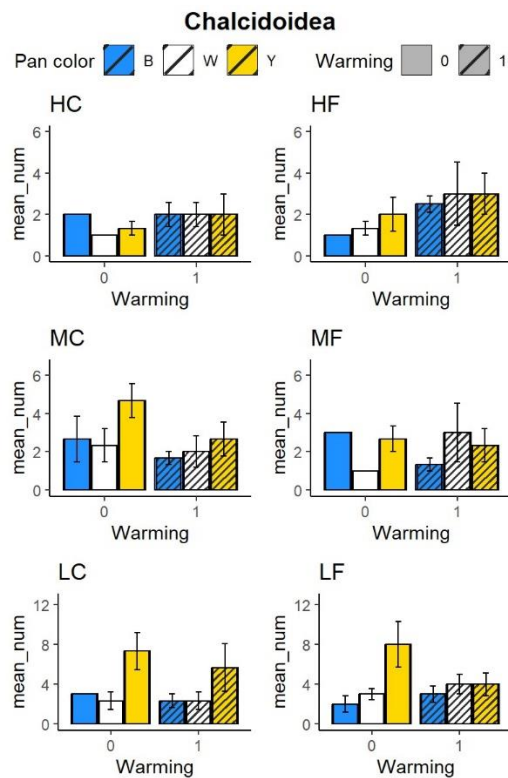 Chalcidoidea
Pan color B W Y Warming 0 1
HC HF
6 6
4 4
mean_num mean_num
2 2
0 0
0 1 0 1
Warming Warming
MC MF
6 6
4 4
mean_num mean_num
2 2
0 0
0 1 0 1
Warming Warming
LC LF
12 12
8 8
mean_num mean_num
4 4
0 0
0 1 0 1
Warming Warming